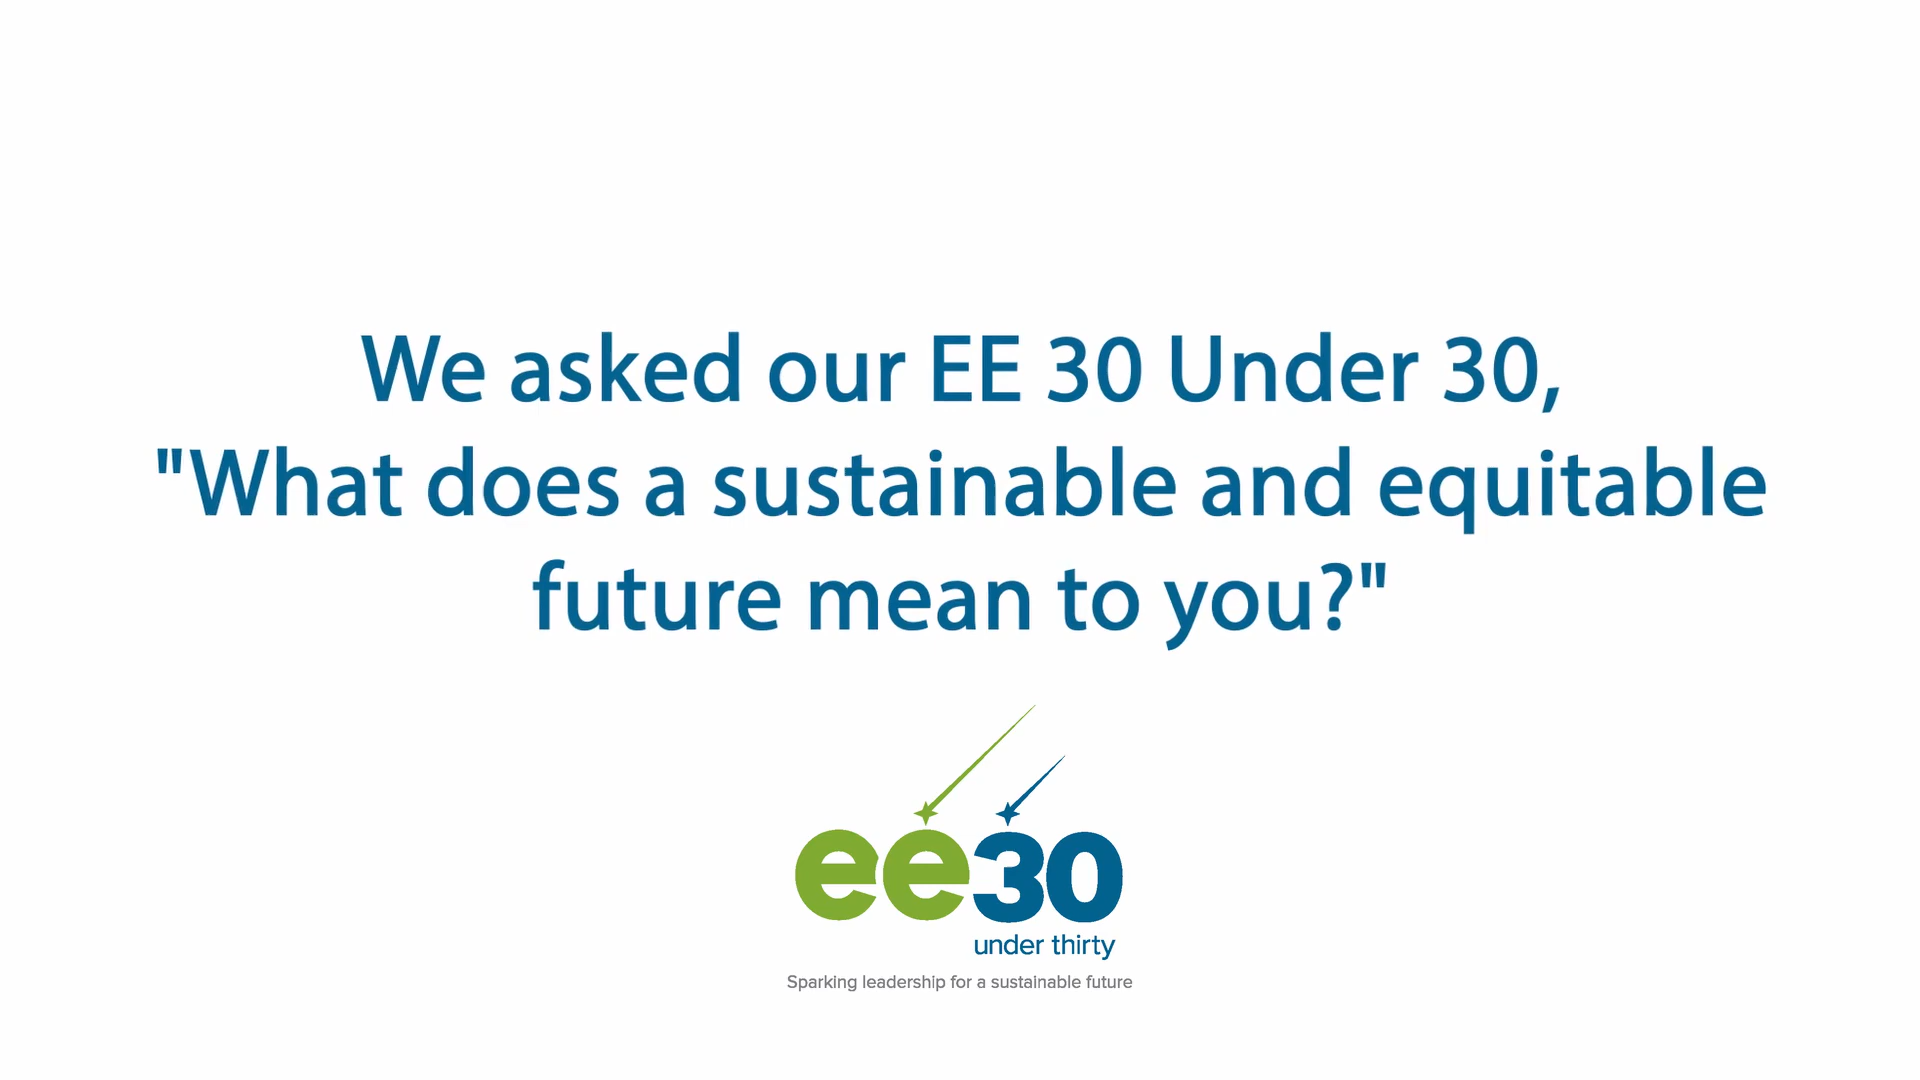 We asked our EE 30 Under 30,
"What does a sustainable and equitable
future mean to you?"
ee30
under thirty
Sparking leadership for a sustainable future